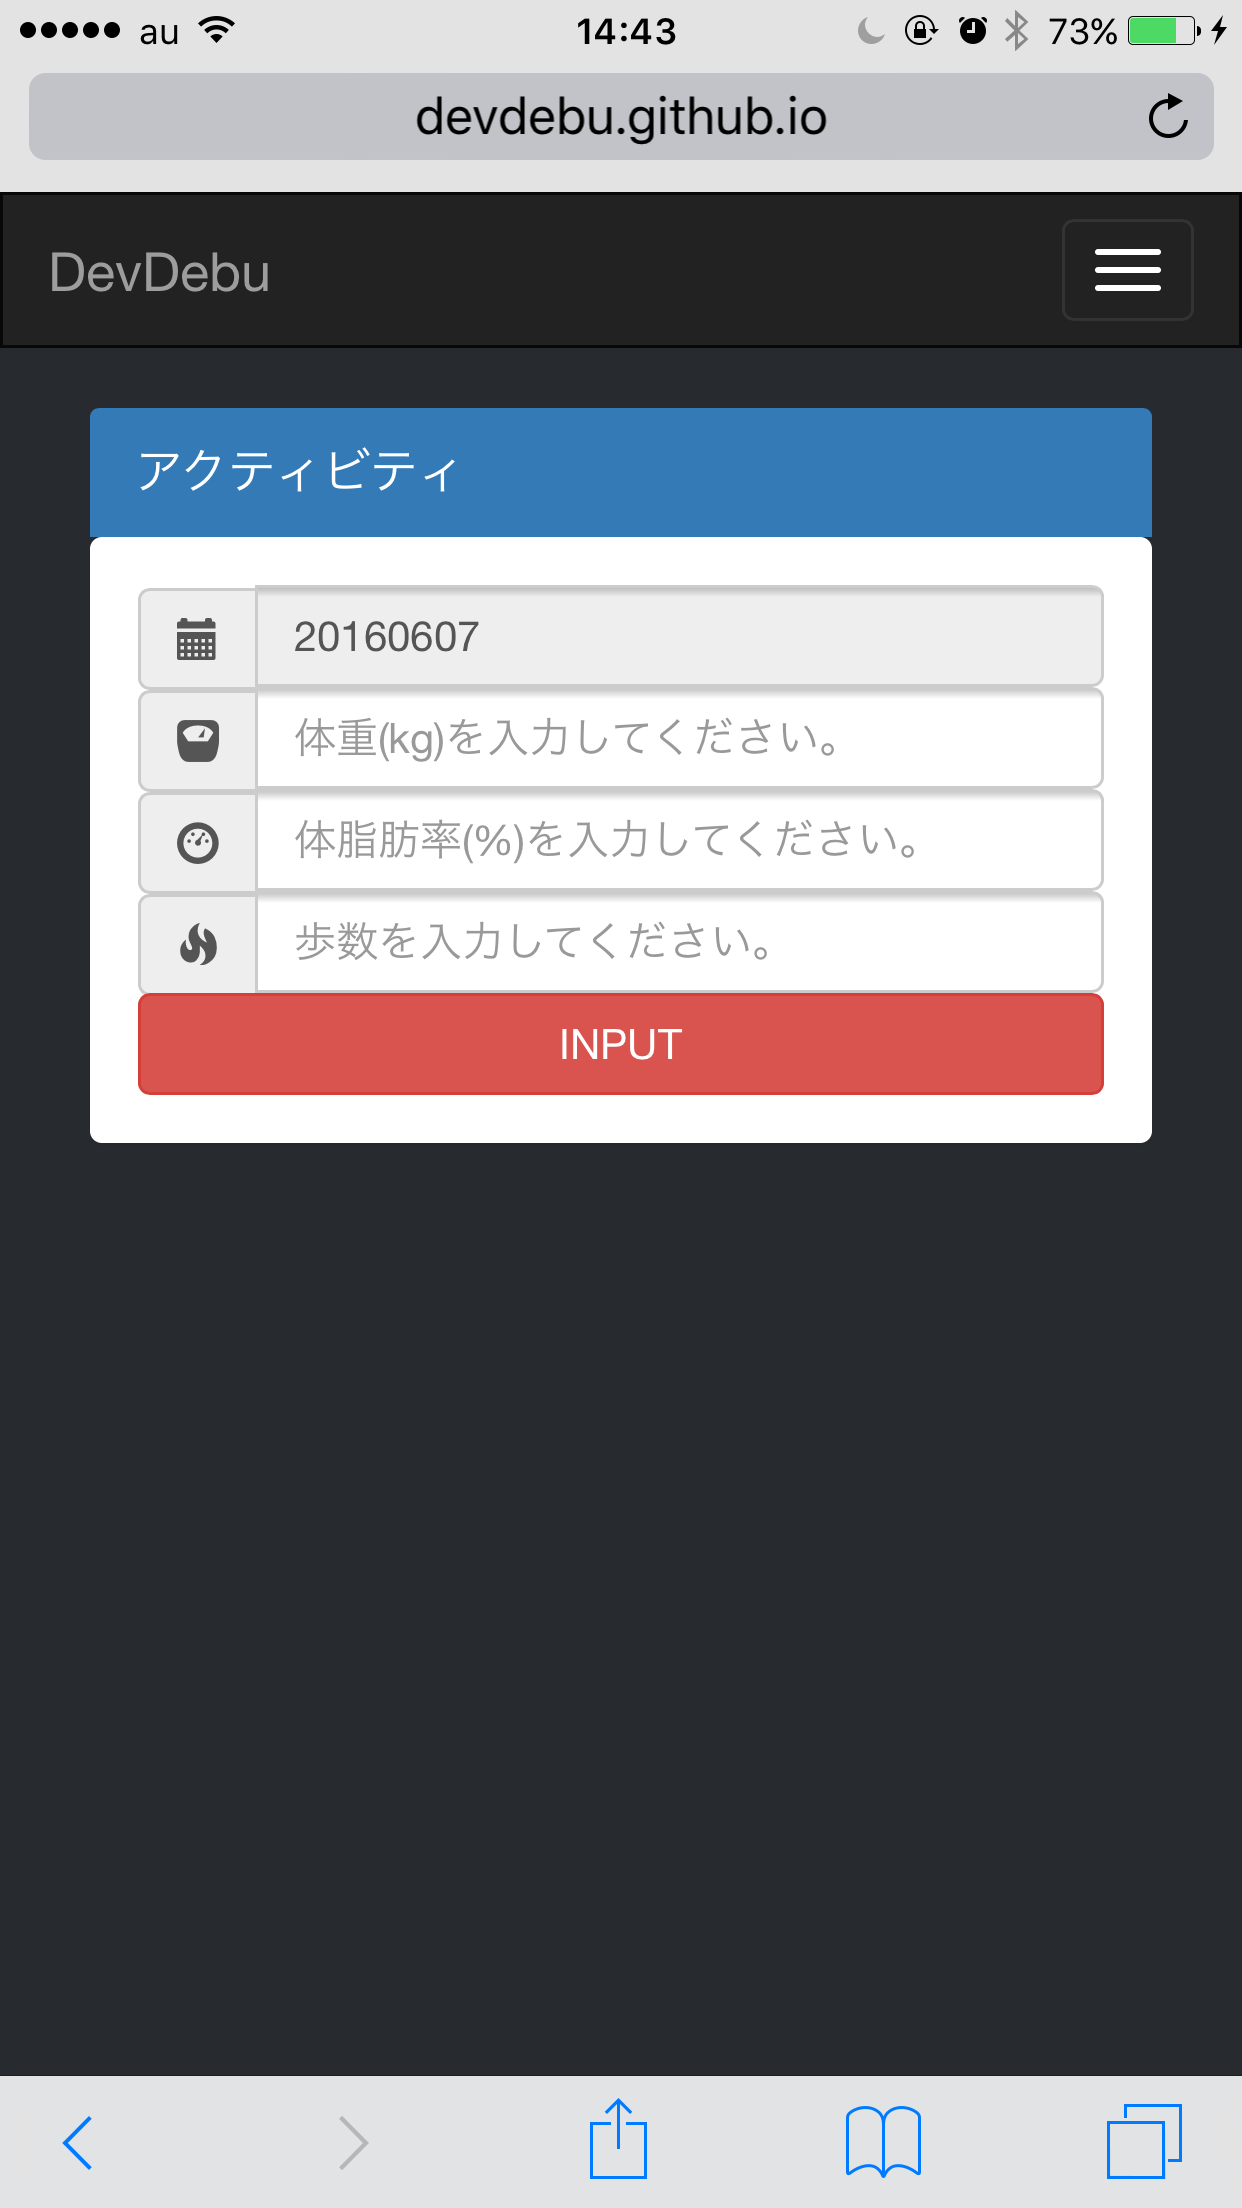 au 14:43 73%
devdebu.github.io
DevDebu
アクティビティ
20160607
体重(kg)を入力してください。
体脂肪率(%)を入力してください。
歩数を入力してください。
INPUT